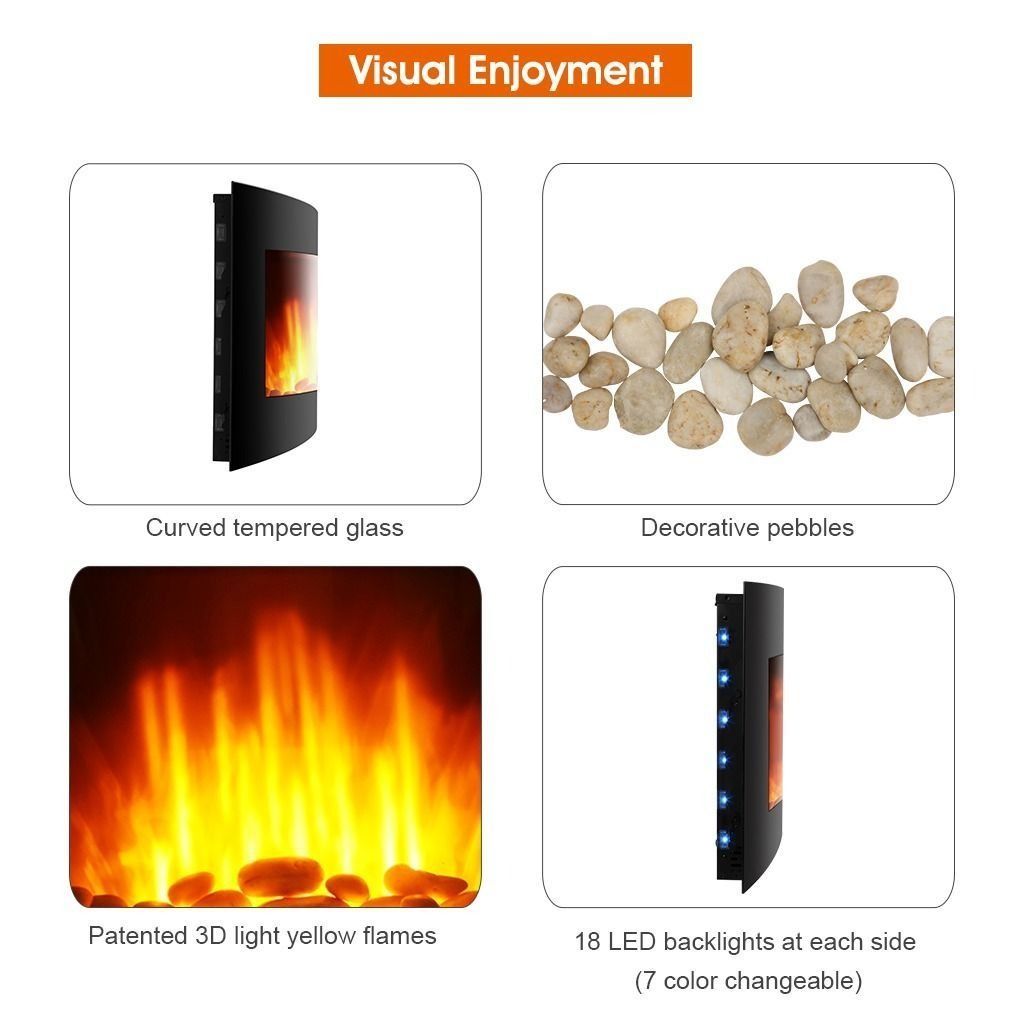 Visual Enjoyment
Curved tempered glass
Decorative pebbles
Patented 3D light yellow flames
18 LED backlights at each side
(7 color changeable)